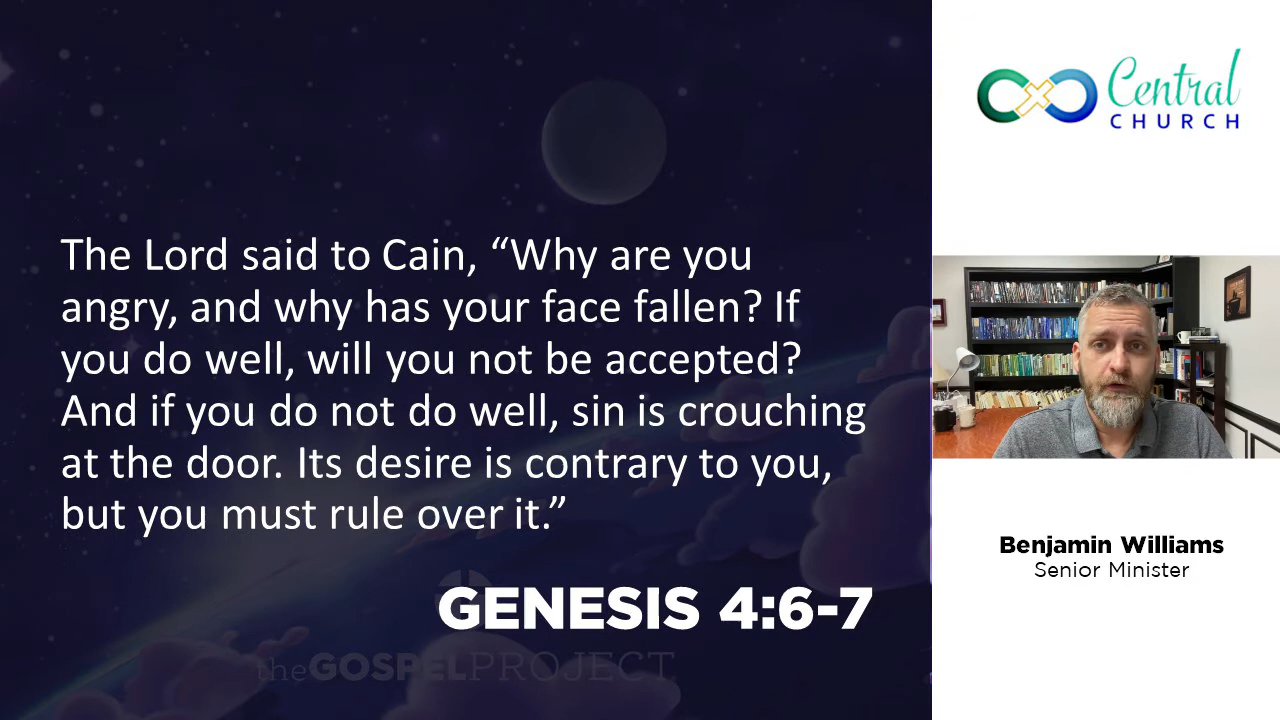 The Lord said to Cain, “Why are you
angry, and why has your face fallen? If
you do well, will you not be accepted?
And if you do not do well, sin is crouching
at the door. Its desire is contrary to you,
but you must rule over it.”
GENESIS 4:6-7
theGOSPELPROJECT.
Central
CHURCH
Benjamin Williams
Senior Minister